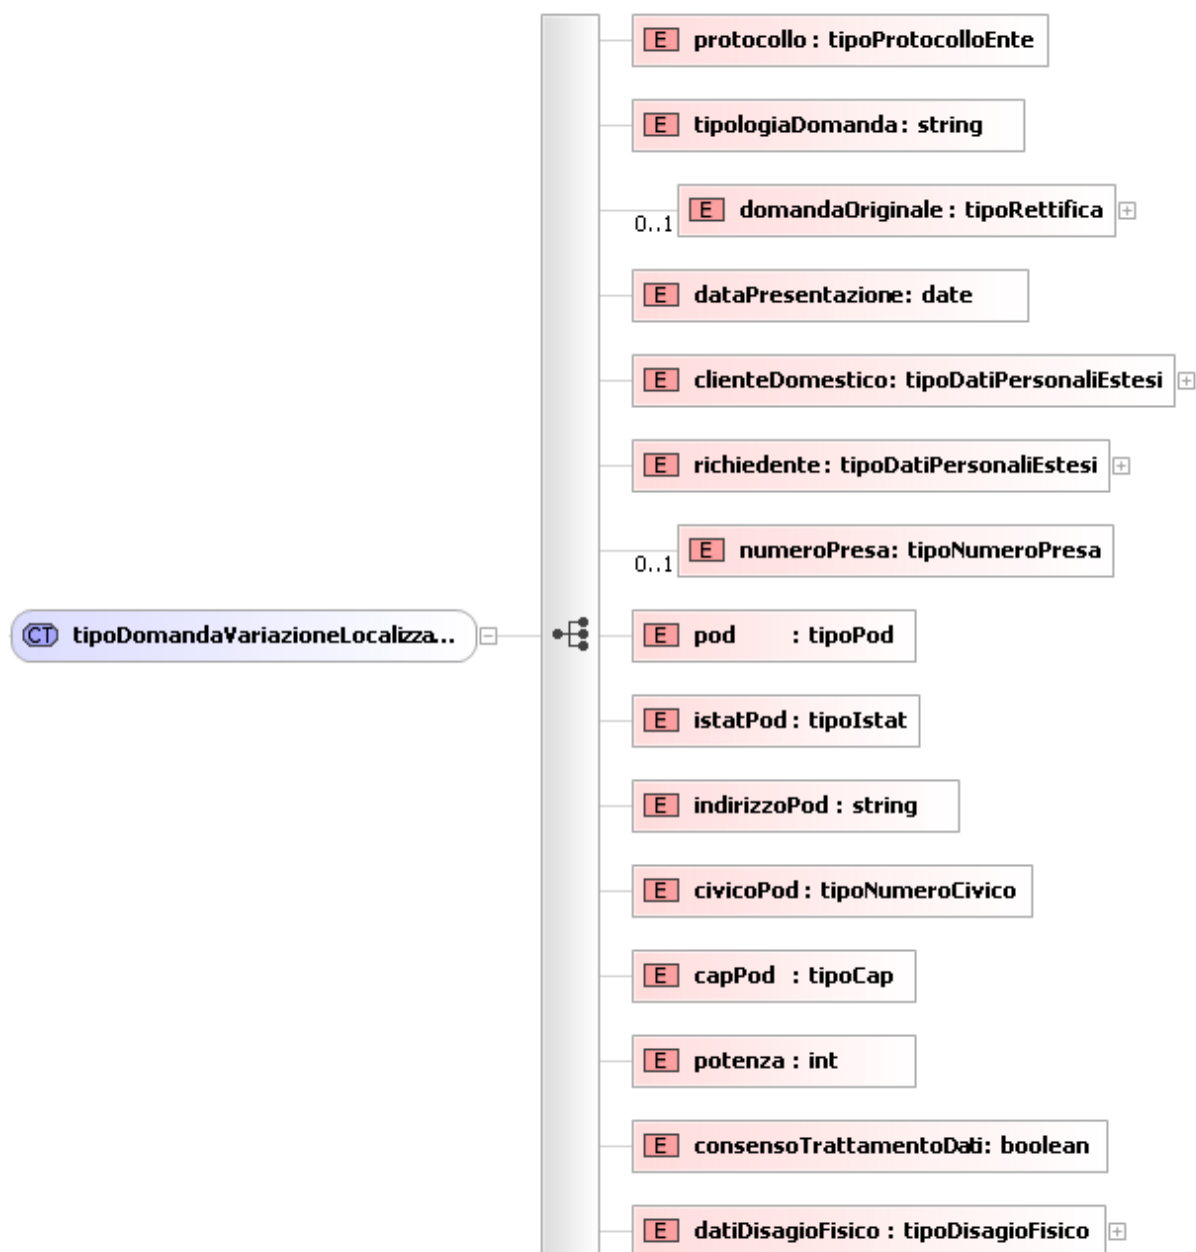 E protocollo : tipoProtocolloEnte
E tipologiaDomanda : string
0..1 E domandaOriginale : tipoRettifica
E dataPresentazione: date
E clienteDomestico: tipoDatiPersonaliEstesi
E richiedente : tipoDatiPersonaliEstesi
0..1 E numeroPresa: tipoNumeroPresa
CT tipoDomandaVariazioneLocalizza...
E pod : tipoPod
E istatPod : tipoIstat
E indirizzoPod : string
E civicoPod : tipoNumeroCivico
E capPod : tipoCap
E potenza : int
E consensoTrattamentoDati: boolean
E datiDisagioFisico : tipoDisagioFisico